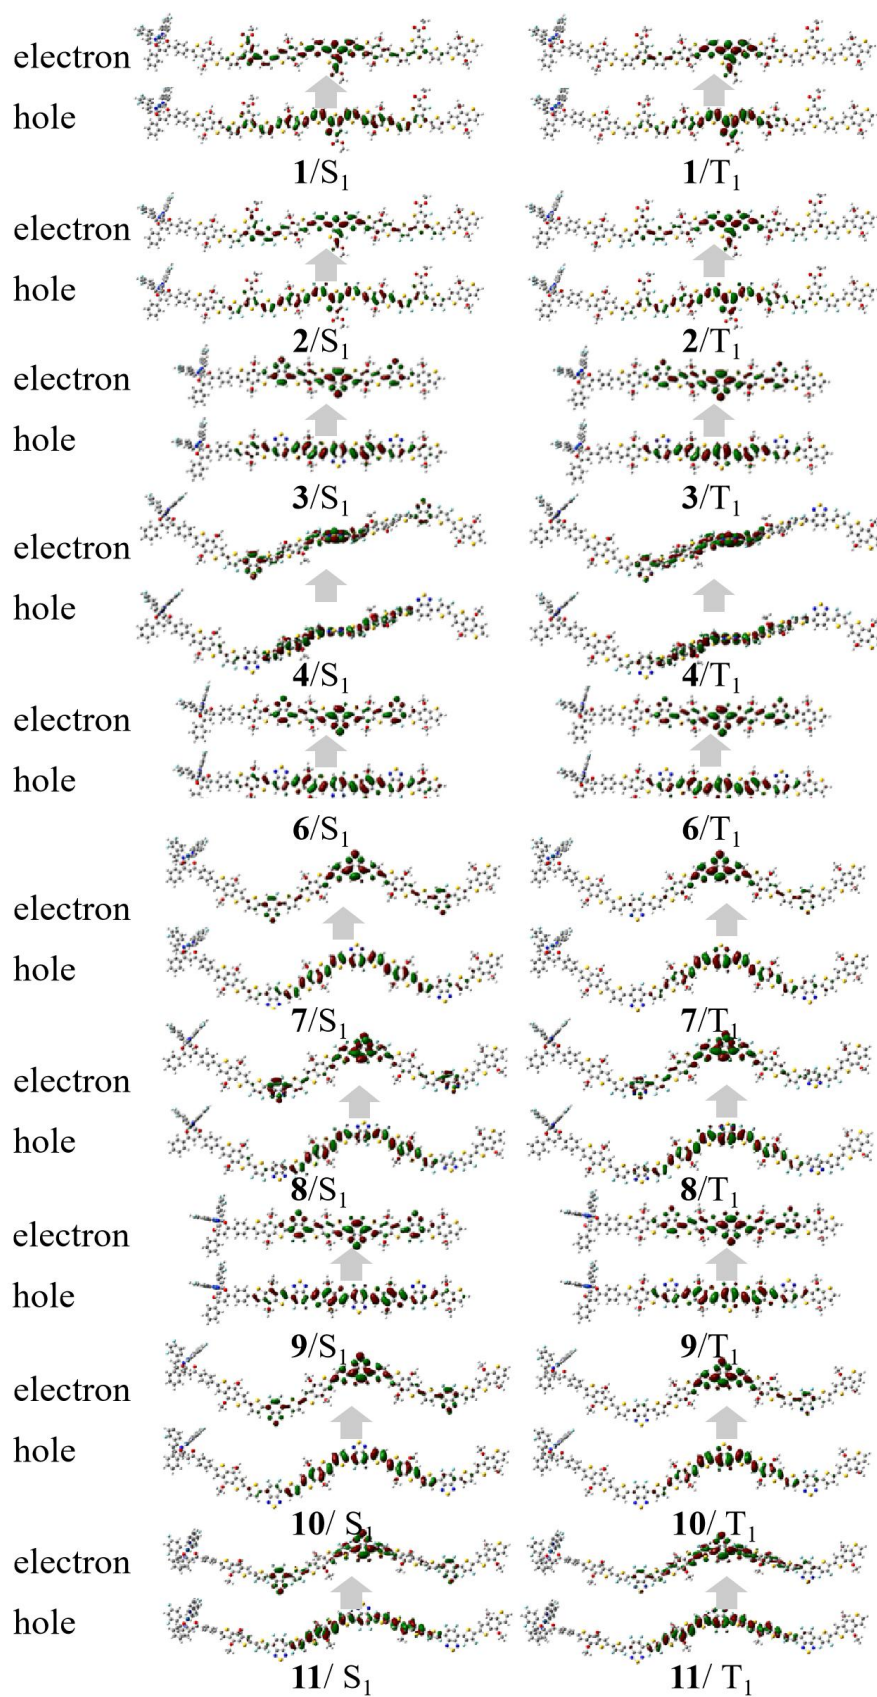 electron
hole
1/S₁ 1/T₁
electron
hole
2/S₁ 2/T₁
electron
hole
3/S₁ 3/T₁
electron
hole
4/S₁ 4/T₁
electron
hole
6/S₁ 6/T₁
electron
hole
7/S₁ 7/T₁
electron
hole
8/S₁ 8/T₁
electron
hole
9/S₁ 9/T₁
electron
hole
10/ S₁ 10/ T₁
electron
hole
11/ S₁ 11/ T₁